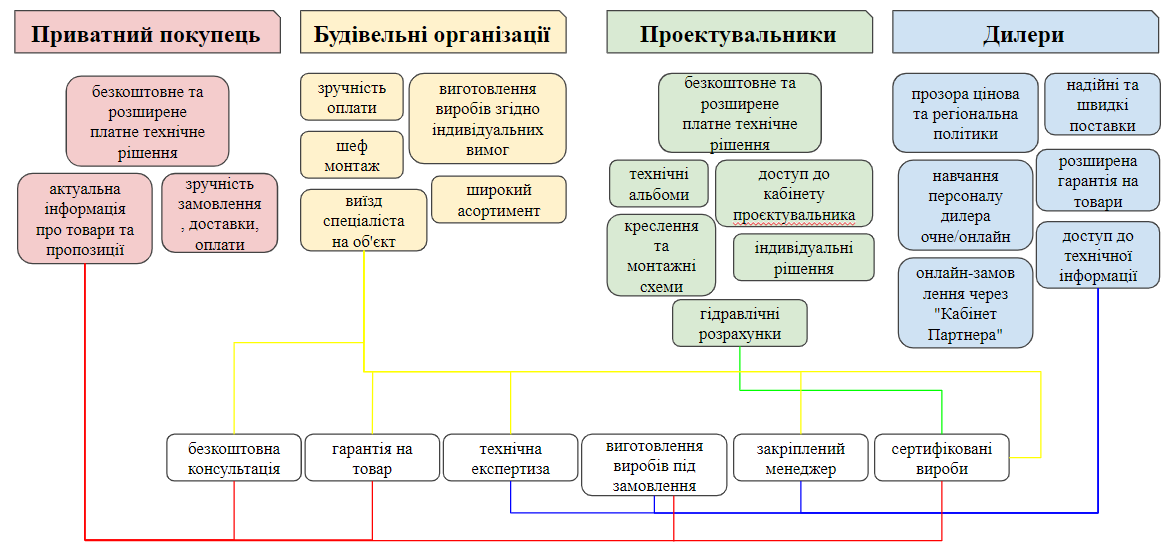 Приватний покупець
безкоштовне та
розширене
платне технічне
рішення
актуальна
інформація
про товари та
пропозиції
зручність
замовлення
, доставки,
оплати
Будівельні організації
зручність
оплати
виготовлення
виробів згідно
індивідуальних
вимог
шеф
монтаж
виїзд
спеціаліста
на об'єкт
широкий
асортимент
Проектувальники
безкоштовне та
розширене
платне технічне
рішення
технічні
альбоми
доступ до
кабінету
проєктувальника
креслення
та
монтажні
схеми
індивідуальні
рішення
гідравлічні
розрахунки
Дилери
прозора цінова
та регіональна
політики
надійні та
швидкі
поставки
навчання
персоналу
дилера
очне/онлайн
розширена
гарантія на
товари
онлайн-замов
лення через
"Кабінет
Партнера"
доступ до
технічної
інформації
безкоштовна
консультація
гарантія на
товар
технічна
експертиза
виготовлення
виробів під
замовлення
закріплений
менеджер
сертифіковані
вироби